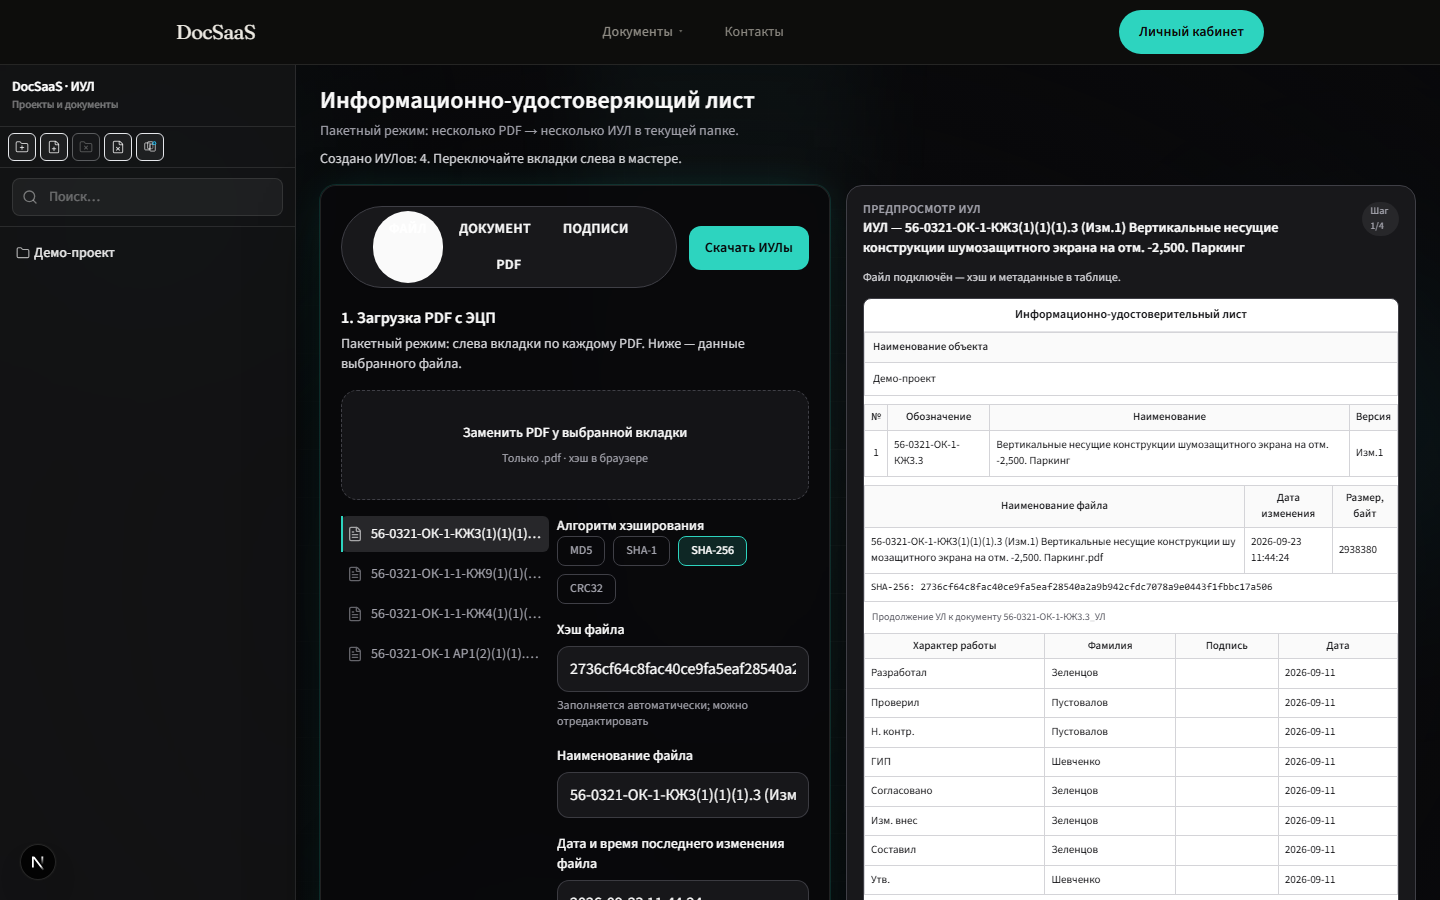 DocSaaS
Документы
Контакты
Личный кабинет
DocSaaS · ИУЛ
Проекты и документы
Поиск...
Демо-проект
Информационно-удостоверяющий лист
Пакетный режим: несколько PDF → несколько ИУЛ в текущей папке.
Создано ИУЛов: 4. Переключайте вкладки слева в мастере.
ФАЙЛ
ДОКУМЕНТ
ПОДПИСИ
PDF
Скачать ИУЛы
1. Загрузка PDF с ЭЦП
Пакетный режим: слева вкладки по каждому PDF. Ниже — данные
выбранного файла.
Заменить PDF у выбранной вкладки
Только .pdf · хэш в браузере
56-0321-ОК-1-КЖ3(1)(1)(1)...
56-0321-ОК-1-1-КЖ9(1)(1)(...
56-0321-ОК-1-1-КЖ4(1)(1)(...
56-0321-ОК-1 АР1(2)(1)(1)....
Алгоритм хэширования
MD5
SHA-1
SHA-256
CRC32
Хэш файла
2736cf64c8fac40ce9fa5eaf28540a2
Заполняется автоматически; можно
отредактировать
Наименование файла
56-0321-ОК-1-КЖ3(1)(1)(1).3 (Изм
Дата и время последнего изменения
файла
2026-09-23 11:44:24
ПРЕДПРОСМОТР ИУЛ
ИУЛ — 56-0321-ОК-1-КЖ3(1)(1)(1).3 (Изм.1) Вертикальные несущие
конструкции шумозащитного экрана на отм. -2,500. Паркинг
Шаг
1/4
Файл подключён — хэш и метаданные в таблице.
Информационно-удостоверительный лист
Наименование объекта
Демо-проект
№ Обозначение Наименование Версия
1 56-0321-ОК-1-КЖ3.3 Вертикальные несущие конструкции шумозащитного экрана на отм. -2,500. Паркинг Изм.1
Наименование файла Дата изменения Размер, байт
56-0321-ОК-1-КЖ3(1)(1)(1).3 (Изм.1) Вертикальные несущие конструкции шумозащитного экрана на отм. -2,500. Паркинг.pdf 2026-09-23 11:44:24 2938380
SHA-256: 2736cf64c8fac40ce9fa5eaf28540a2a9b942cfdc7078a9e0443f1fbbc17a506
Продолжение УЛ к документу 56-0321-ОК-1-КЖ3.3_УЛ
Характер работы Фамилия Подпись Дата
Разработал Зеленцов 2026-09-11
Проверил Пустовалов 2026-09-11
Н. контр. Пустовалов 2026-09-11
ГИП Шевченко 2026-09-11
Согласовано Зеленцов 2026-09-11
Изм. внес Зеленцов 2026-09-11
Составил Зеленцов 2026-09-11
Утв. Шевченко 2026-09-11